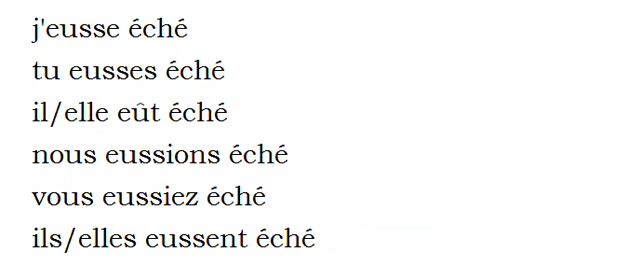 j'eusse éché
tu eusses éché
il/elle eût éché
nous eussions éché
vous eussiez éché
ils/elles eussent éché